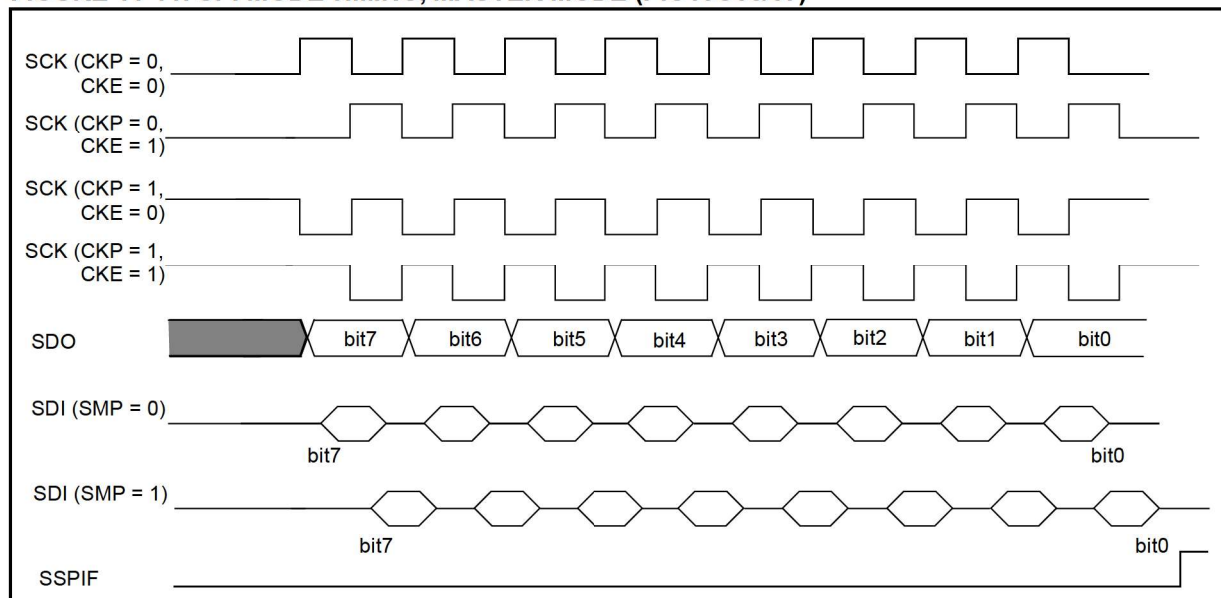 SCK (CKP = 0,
CKE = 0)
SCK (CKP = 0,
CKE = 1)
SCK (CKP = 1,
CKE = 0)
SCK (CKP = 1,
CKE = 1)
SDO bit7 bit6 bit5 bit4 bit3 bit2 bit1 bit0
SDI (SMP = 0)
bit7 bit0
SDI (SMP = 1)
bit7 bit0
SSPIF